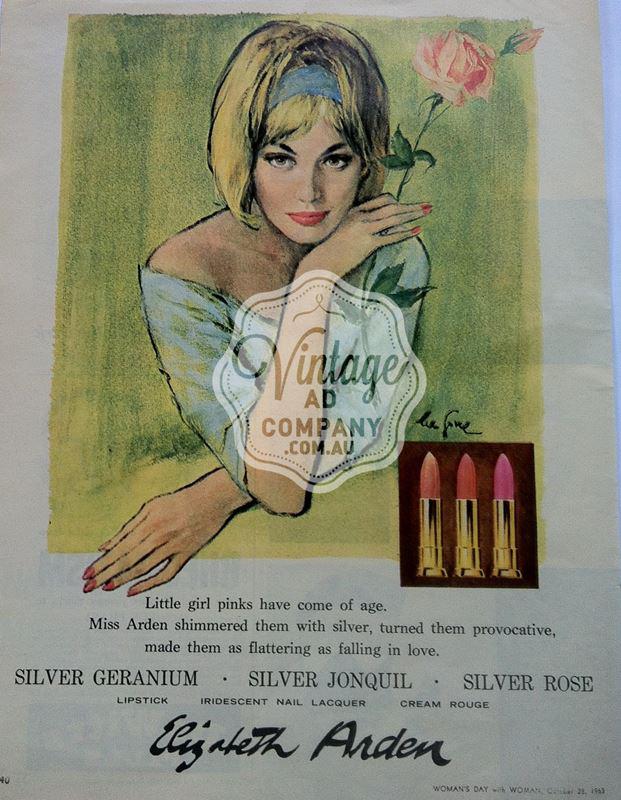 Vintage
AD
COMPANY
.COM.AU
Little girl pinks have come of age.
Miss Arden shimmered them with silver, turned them provocative,
made them as flattering as falling in love.
SILVER GERANIUM · SILVER JONQUIL · SILVER ROSE
LIPSTICK IRIDESCENT NAIL LACQUER CREAM ROUGE
Elizabeth Arden
40
WOMAN'S DAY with WOMAN, October 28, 1963